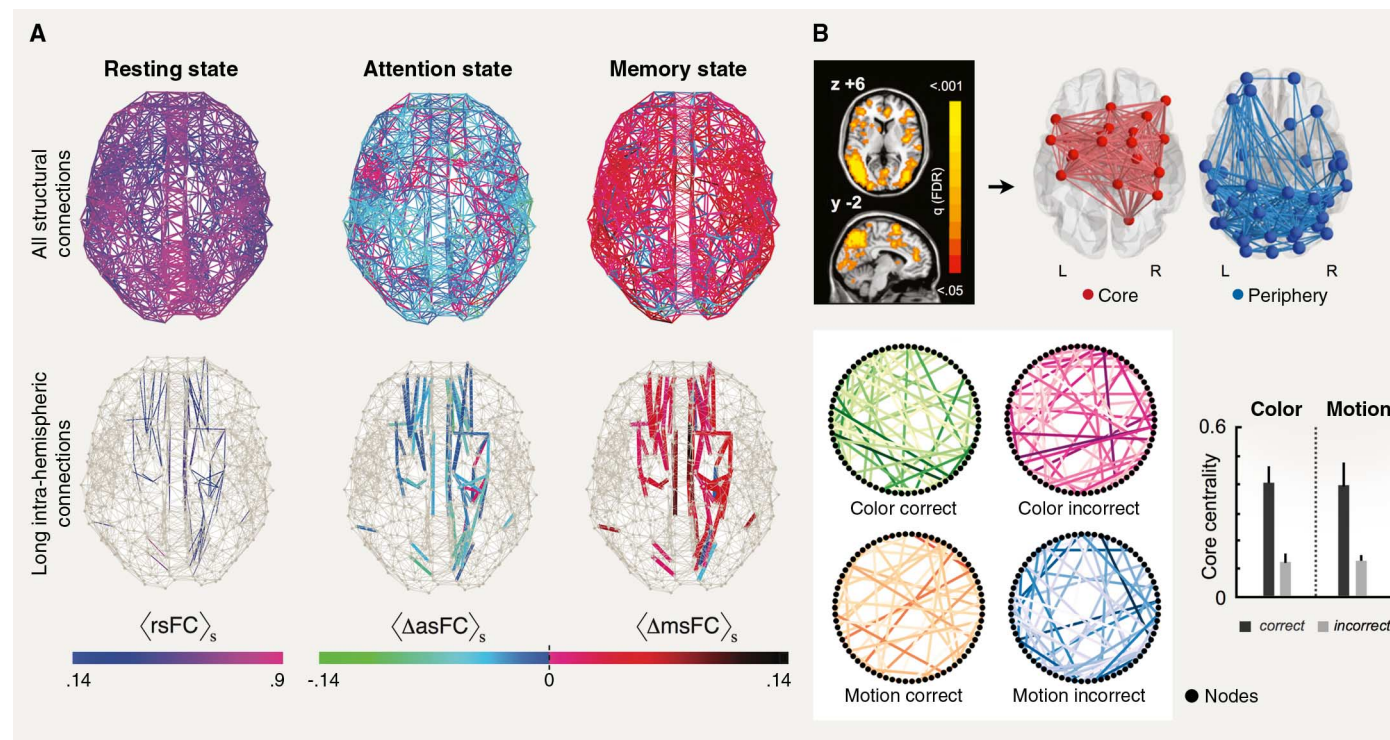 A
Resting state
Attention state
Memory state
All structural
connections
Long intra-hemispheric
connections
⟨rsFC⟩s
⟨ΔasFC⟩s
⟨ΔmsFC⟩s
.14
.9
-.14
0
.14
B
z +6
<.001
y -2
q (FDR)
<.05
L
R
L
R
Core
Periphery
Color correct
Color incorrect
Motion correct
Motion incorrect
Color
Motion
0.6
Core centrality
0
correct
incorrect
Nodes